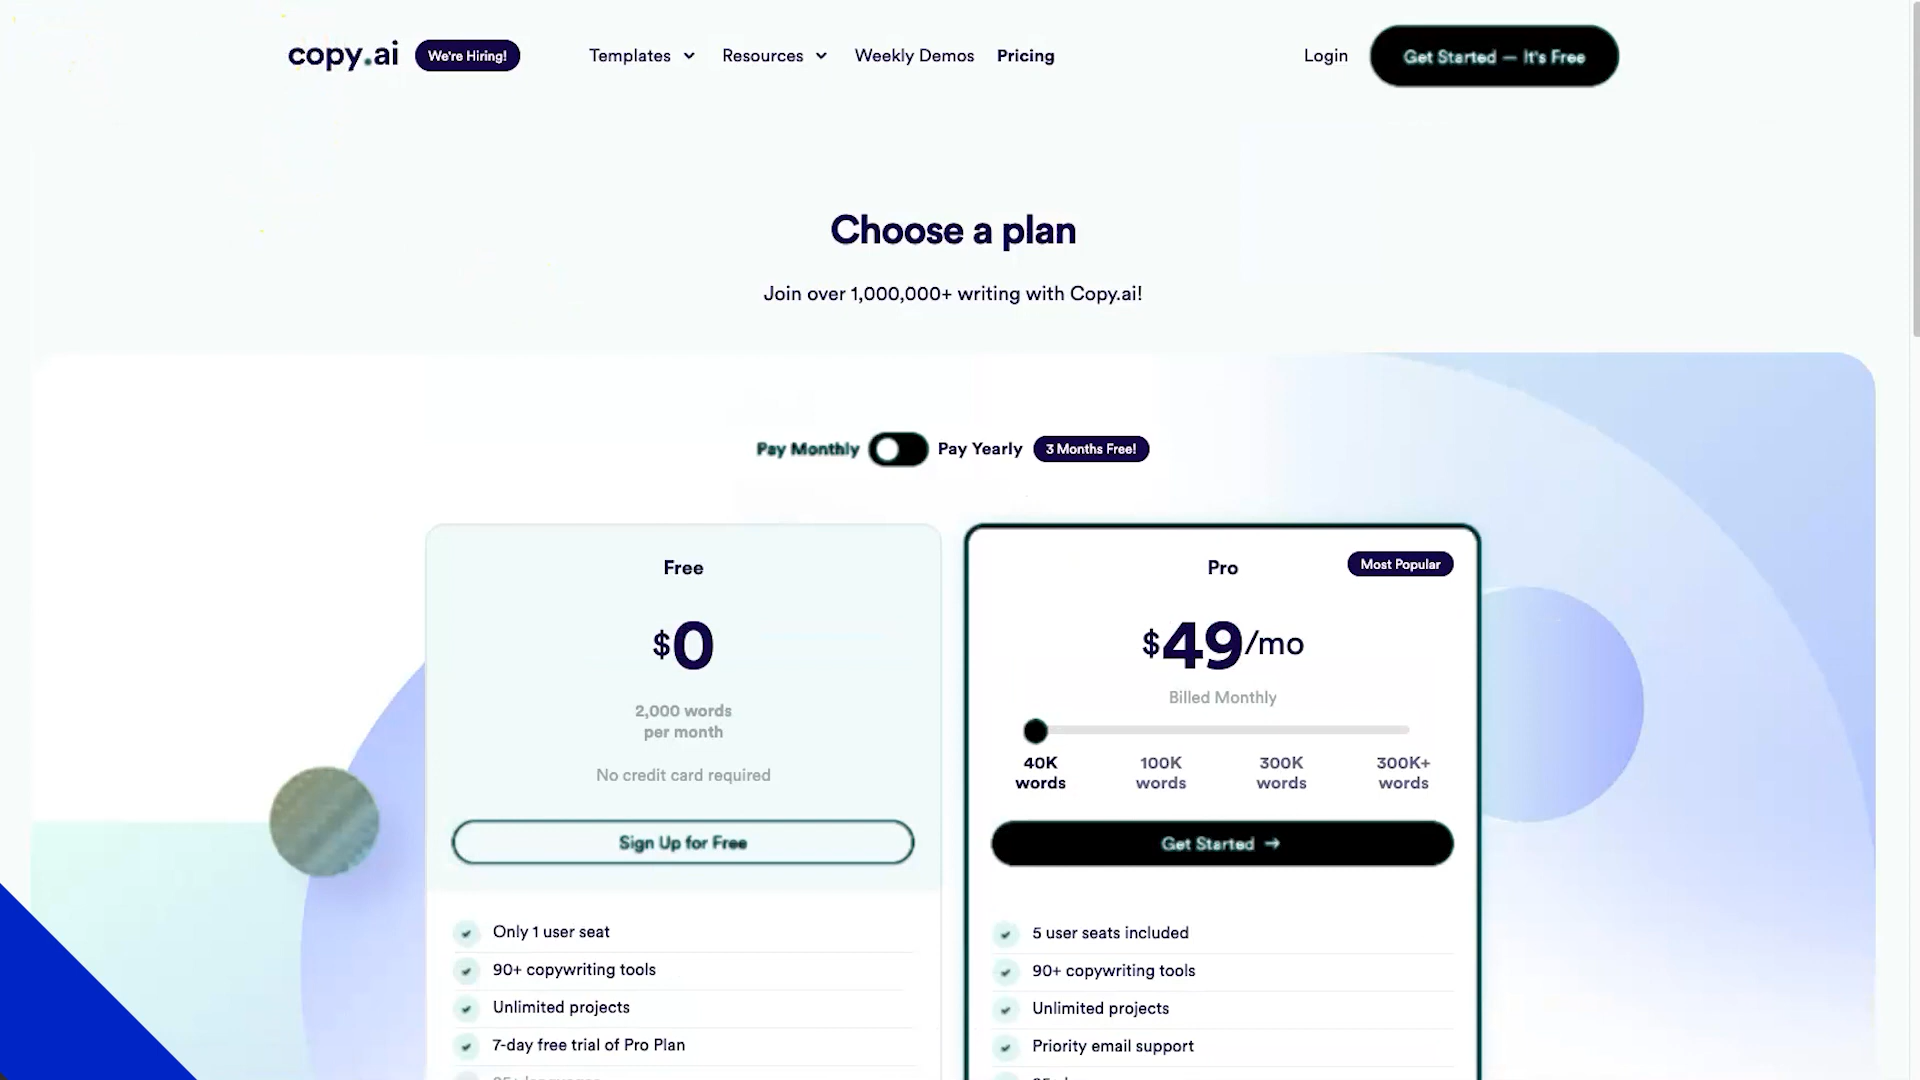 copy.ai We're Hiring! Templates Resources Weekly Demos Pricing Login Get Started — It's Free
Choose a plan
Join over 1,000,000+ writing with Copy.ai!
Pay Monthly Pay Yearly 3 Months Free!
Free
$0
2,000 words
per month
No credit card required
Sign Up for Free
Only 1 user seat
90+ copywriting tools
Unlimited projects
7-day free trial of Pro Plan
Pro
Most Popular
$49/mo
Billed Monthly
40K words
100K words
300K words
300K+ words
Get Started →
5 user seats included
90+ copywriting tools
Unlimited projects
Priority email support